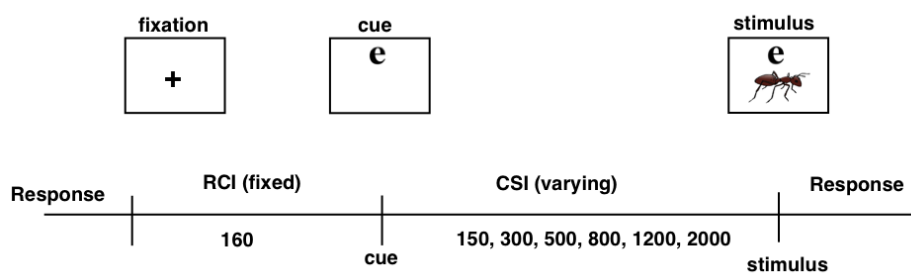 fixation
cue
stimulus
+
e
e
Response
RCI (fixed)
CSI (varying)
Response
160
150, 300, 500, 800, 1200, 2000
cue
stimulus